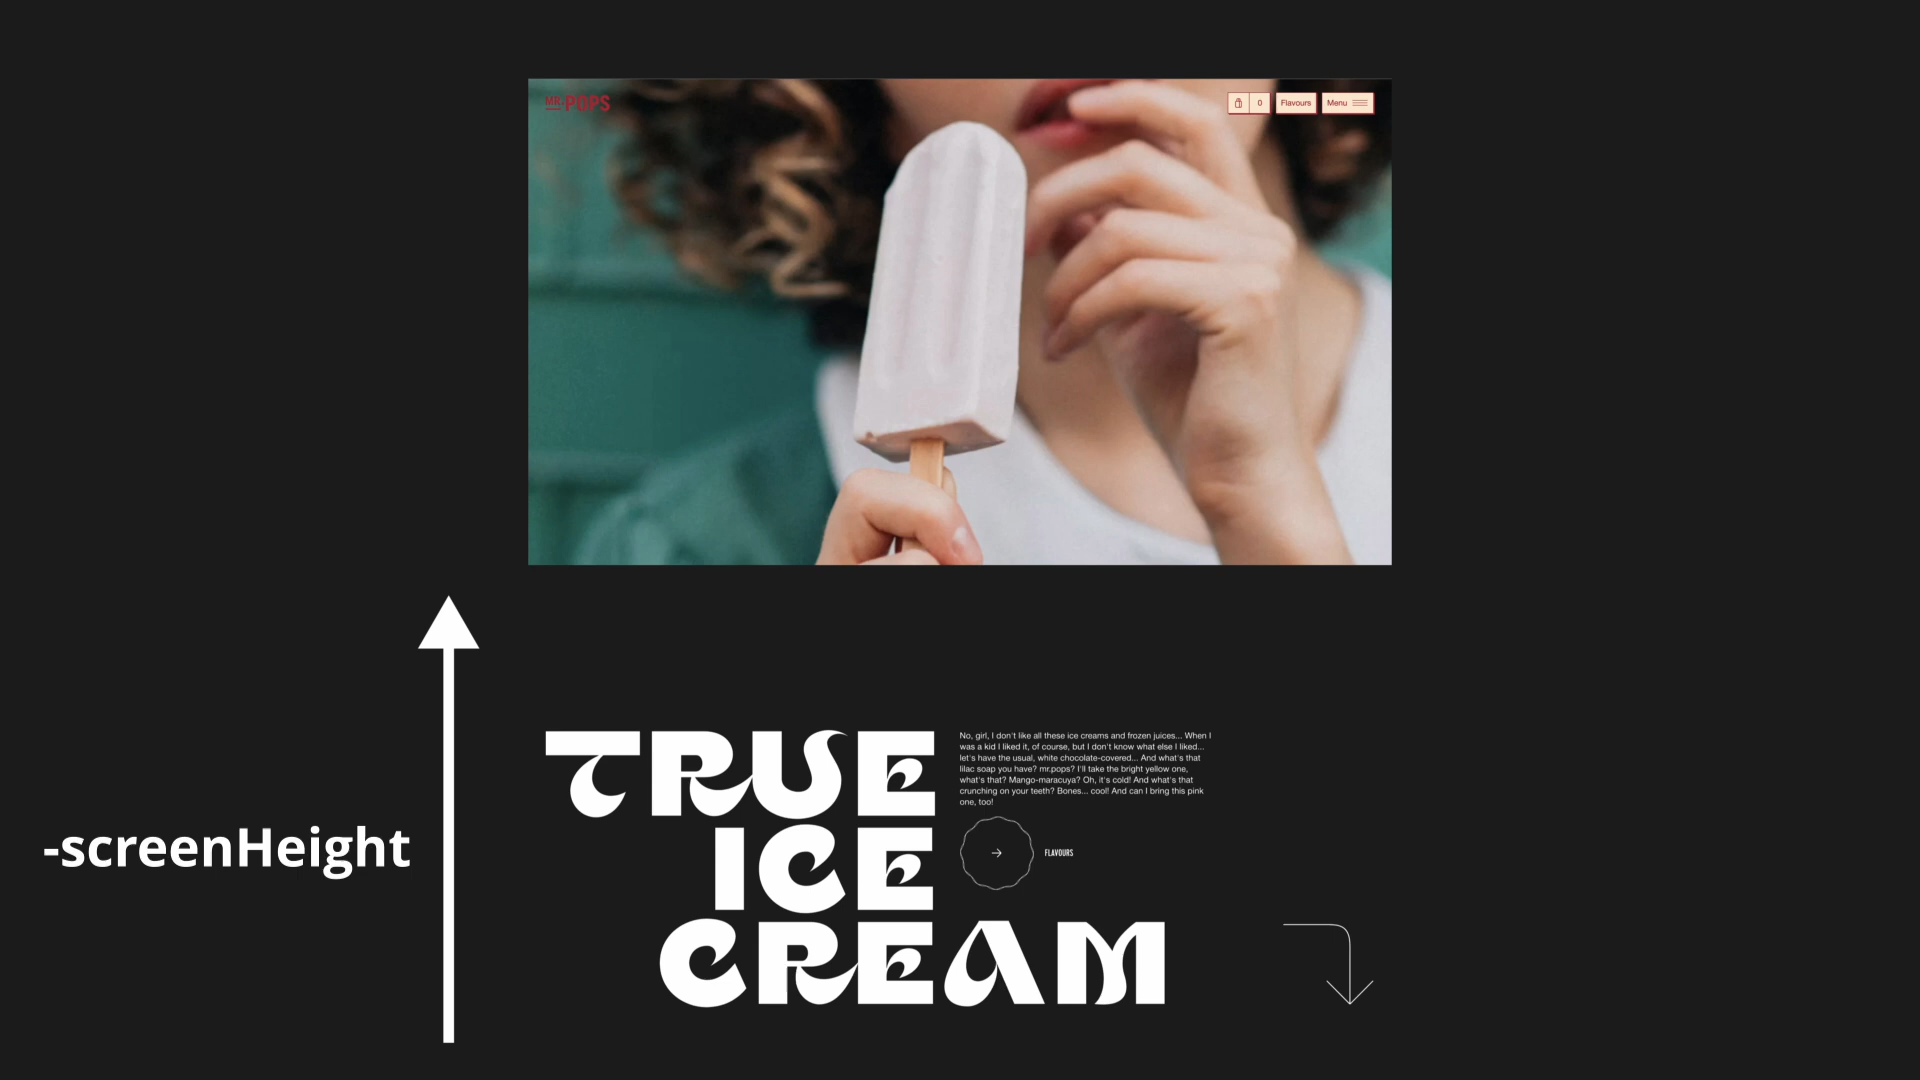 MR.POPS
0
Flavours
Menu
TRUE
ICE
CREAM
No, girl, I don't like all these ice creams and frozen juices... When I
was a kid I liked it, of course, but I don't know what else I liked...
let's have the usual, white chocolate-covered... And what's that
lilac soap you have? mr.pops? I'll take the bright yellow one,
what's that? Mango-maracuya? Oh, it's cold! And what's that
crunching on your teeth? Bones... cool! And can I bring this pink
one, too!
FLAVOURS
-screenHeight